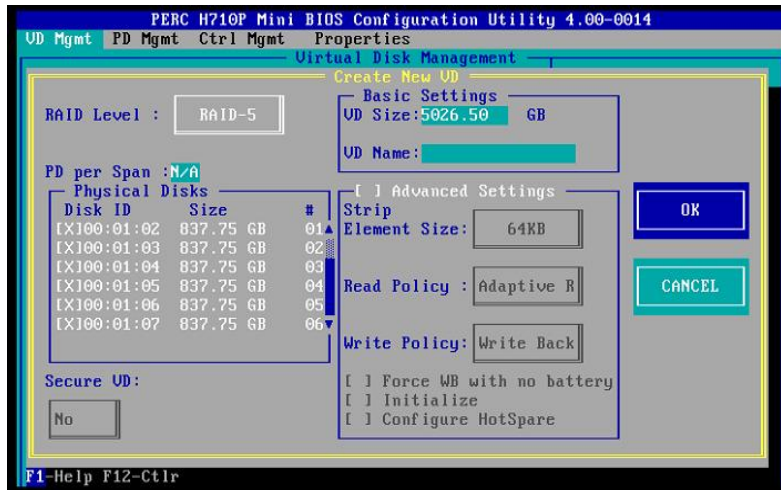 PERC H710P Mini BIOS Configuration Utility 4.00-0014
VD Mgmt PD Mgmt Ctrl Mgmt Properties
Virtual Disk Management
Create New VD
RAID Level : RAID-5
Basic Settings
VD Size:5026.50 GB
VD Name:
PD per Span :N/A
Physical Disks
Disk ID Size #
[X]00:01:02 837.75 GB 01
[X]00:01:03 837.75 GB 02
[X]00:01:04 837.75 GB 03
[X]00:01:05 837.75 GB 04
[X]00:01:06 837.75 GB 05
[X]00:01:07 837.75 GB 06
[ ] Advanced Settings
Strip
Element Size: 64KB
Read Policy : Adaptive R
Write Policy: Write Back
[ ] Force WB with no battery
[ ] Initialize
[ ] Configure HotSpare
Secure VD:
No
OK
CANCEL
F1-Help F12-Ctlr